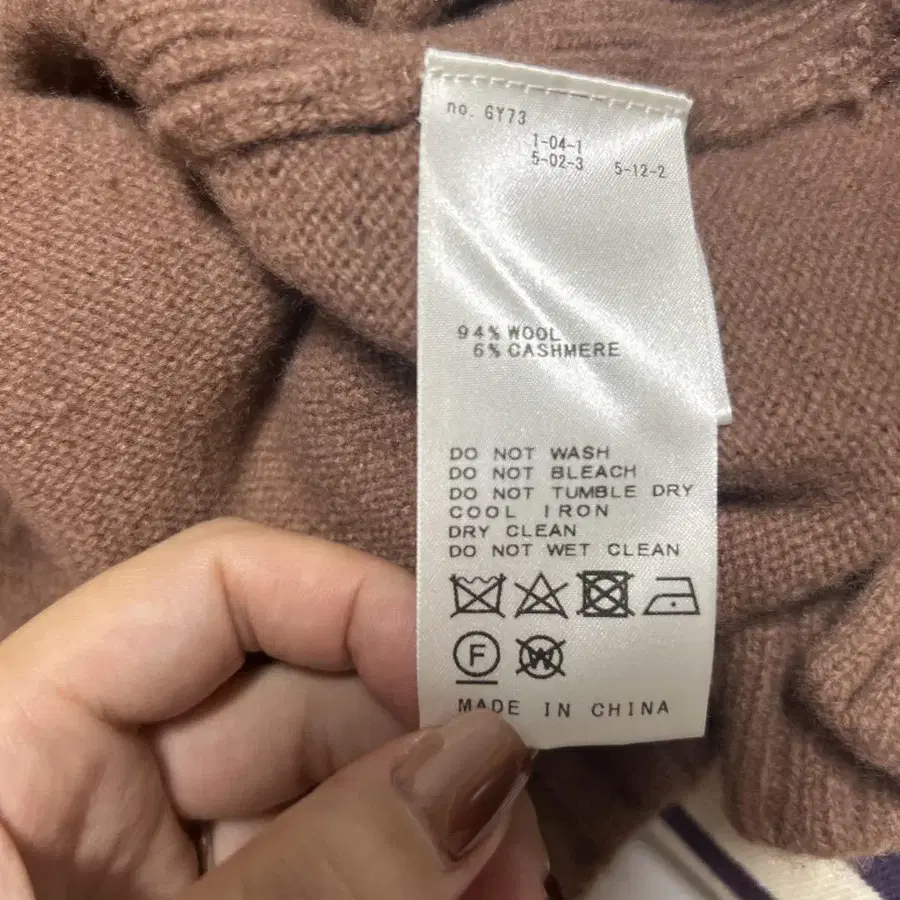 no. GY73
1-04-1
5-02-3 5-12-2
94% WOOL
6% CASHMERE
DO NOT WASH
DO NOT BLEACH
DO NOT TUMBLE DRY
COOL IRON
DRY CLEAN
DO NOT WET CLEAN
F W
MADE IN CHINA